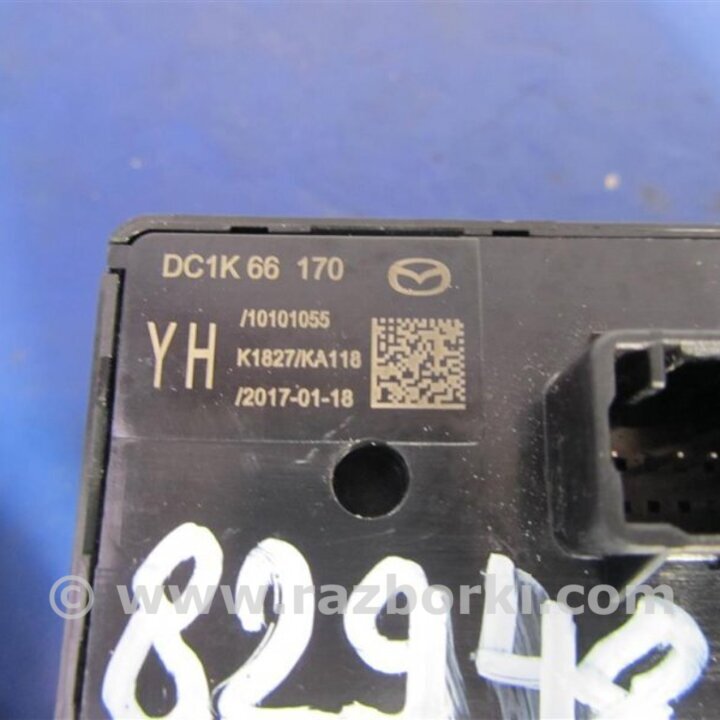 DC1K 66 170
/10101055
YH
K1827/KA118
/2017-01-18
© www.razborki.com